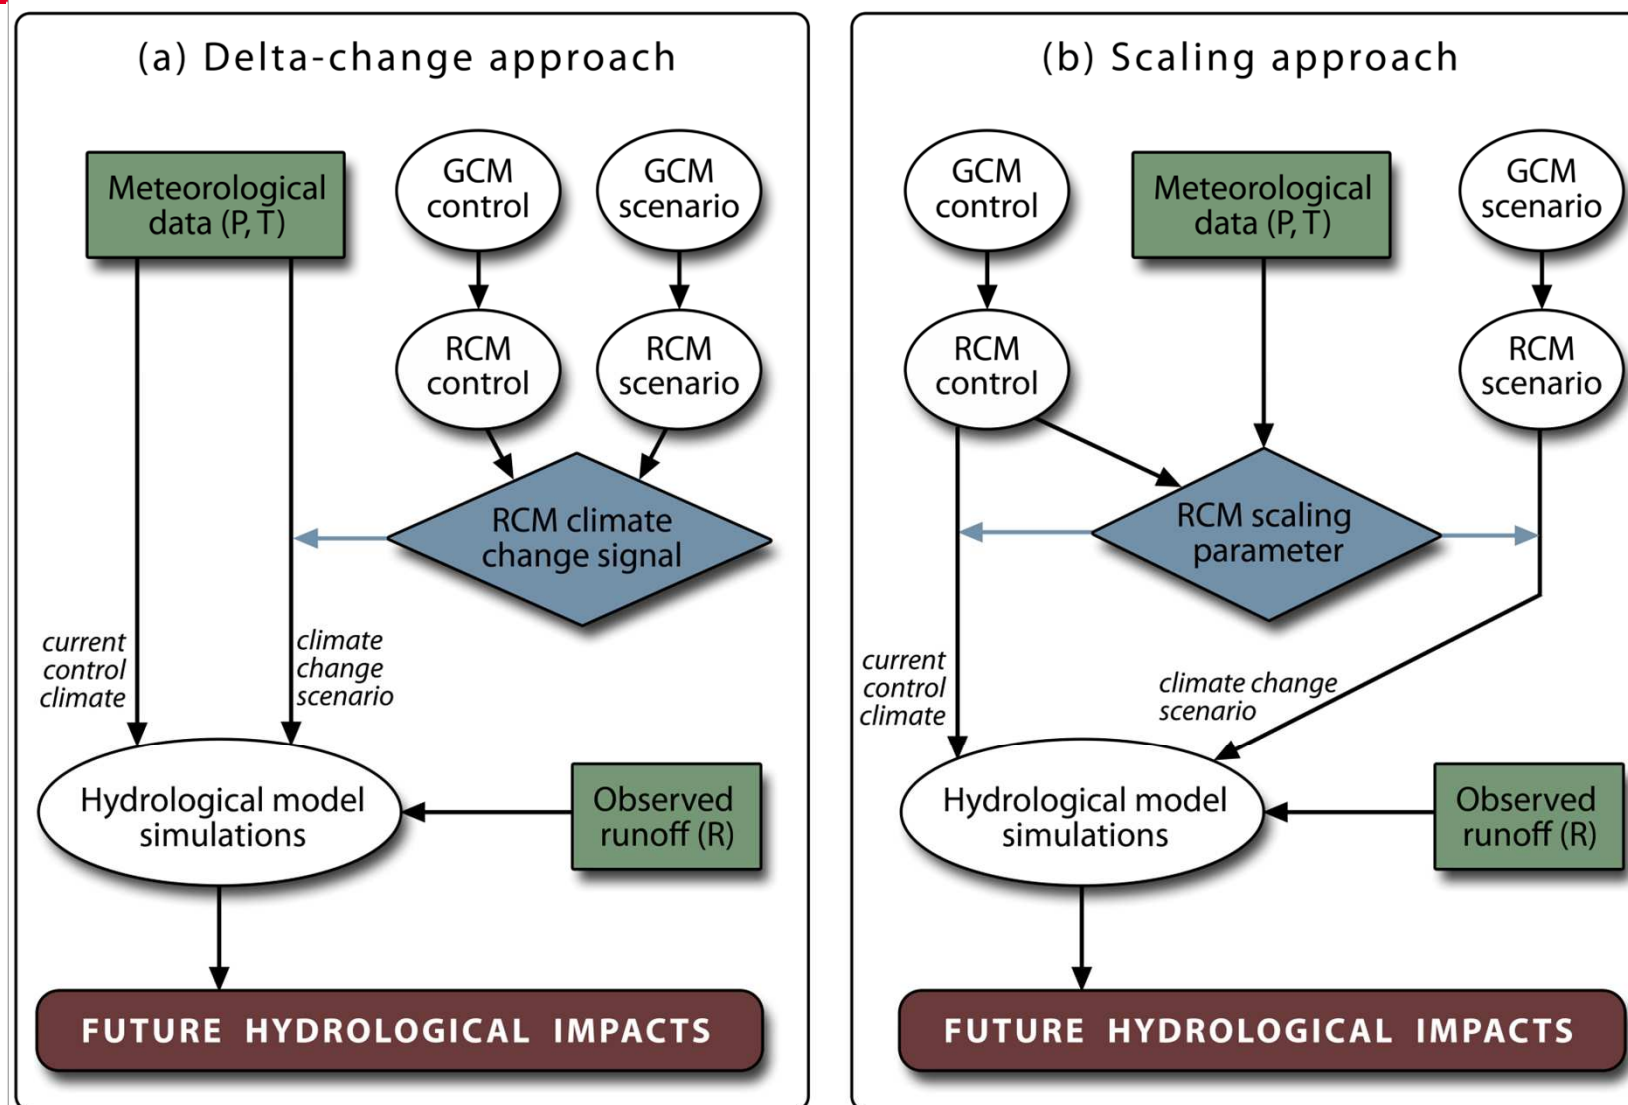 (a) Delta-change approach
Meteorological
data (P, T)
GCM
control
GCM
scenario
RCM
control
RCM
scenario
RCM climate
change signal
current
control
climate
climate
change
scenario
Hydrological model
simulations
Observed
runoff (R)
FUTURE HYDROLOGICAL IMPACTS
(b) Scaling approach
GCM
control
Meteorological
data (P, T)
GCM
scenario
RCM
control
RCM
scenario
RCM scaling
parameter
current
control
climate
climate change
scenario
Hydrological model
simulations
Observed
runoff (R)
FUTURE HYDROLOGICAL IMPACTS